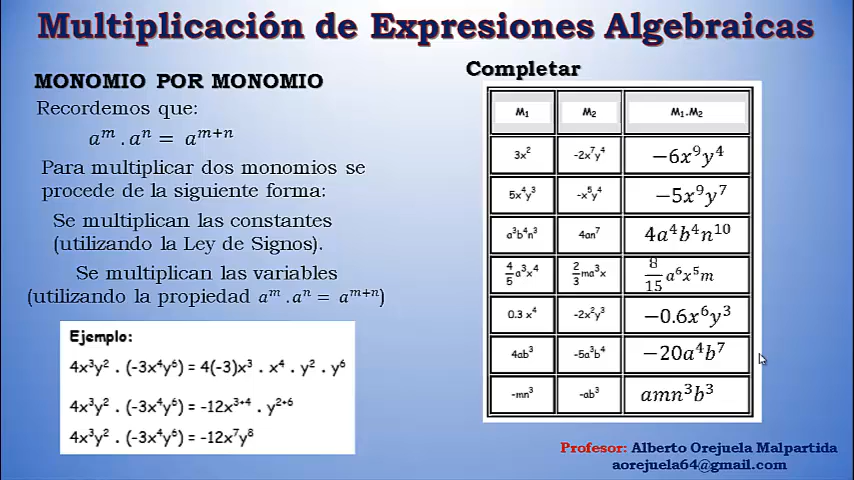 Multiplicación de Expresiones Algebraicas
MONOMIO POR MONOMIO
Recordemos que:
aᵐ . aⁿ = aᵐ⁺ⁿ
Para multiplicar dos monomios se
procede de la siguiente forma:
Se multiplican las constantes
(utilizando la Ley de Signos).
Se multiplican las variables
(utilizando la propiedad aᵐ . aⁿ = aᵐ⁺ⁿ)
Ejemplo:
4x³y² . (-3x⁴y⁶) = 4(-3)x³ . x⁴ . y² . y⁶
4x³y² . (-3x⁴y⁶) = -12x³⁺⁴ . y²⁺⁶
4x³y² . (-3x⁴y⁶) = -12x⁷y⁸
Completar
M₁ M₂ M₁.M₂
3x² -2x⁷y⁴ −6x⁹y⁴
5x⁴y³ -x⁵y⁴ −5x⁹y⁷
a³b⁴n³ 4an⁷ 4a⁴b⁴n¹⁰
4/5 a³x⁴ 2/3 ma³x 8/15 a⁶x⁵m
0.3 x⁴ -2x²y³ −0.6x⁶y³
4ab³ -5a³b⁴ −20a⁴b⁷
-mn³ -ab³ amn³b³
Profesor: Alberto Orejuela Malpartida
aorejuela64@gmail.com